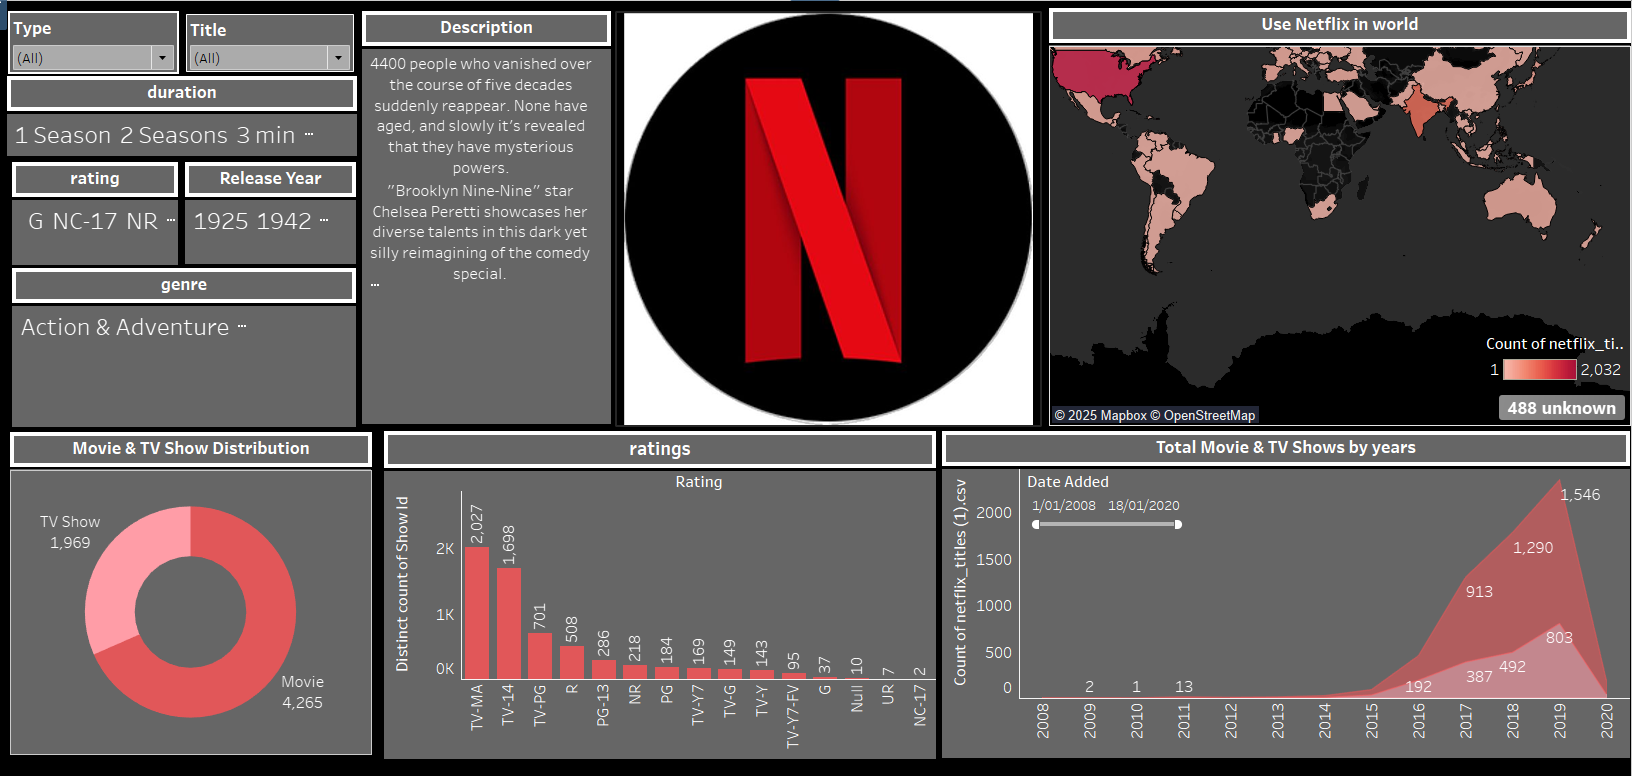 Type
(All)
Title
(All)
duration
1 Season 2 Seasons 3 min ...
rating
G NC-17 NR ...
Release Year
1925 1942 ...
genre
Action & Adventure ...
Description
4400 people who vanished over
the course of five decades
suddenly reappear. None have
aged, and slowly it's revealed
that they have mysterious
powers.
"Brooklyn Nine-Nine" star
Chelsea Peretti showcases her
diverse talents in this dark yet
silly reimagining of the comedy
special.
...
N
Use Netflix in world
Count of netflix_ti..
1 2,032
© 2025 Mapbox © OpenStreetMap
488 unknown
Movie & TV Show Distribution
TV Show
1,969
Movie
4,265
ratings
Rating
Distinct count of Show Id
2K
1K
0K
2,027
1,698
701
508
286
218
184
169
149
143
95
37
10
7
2
TV-MA
TV-14
TV-PG
R
PG-13
NR
PG
TV-Y7
TV-G
TV-Y
TV-Y7-FV
G
Null
UR
NC-17
Total Movie & TV Shows by years
Date Added
1/01/2008 18/01/2020
Count of netflix_titles (1).csv
2000
1500
1000
500
0
2
1
13
192
387
492
803
913
1,290
1,546
2008
2009
2010
2011
2012
2013
2014
2015
2016
2017
2018
2019
2020